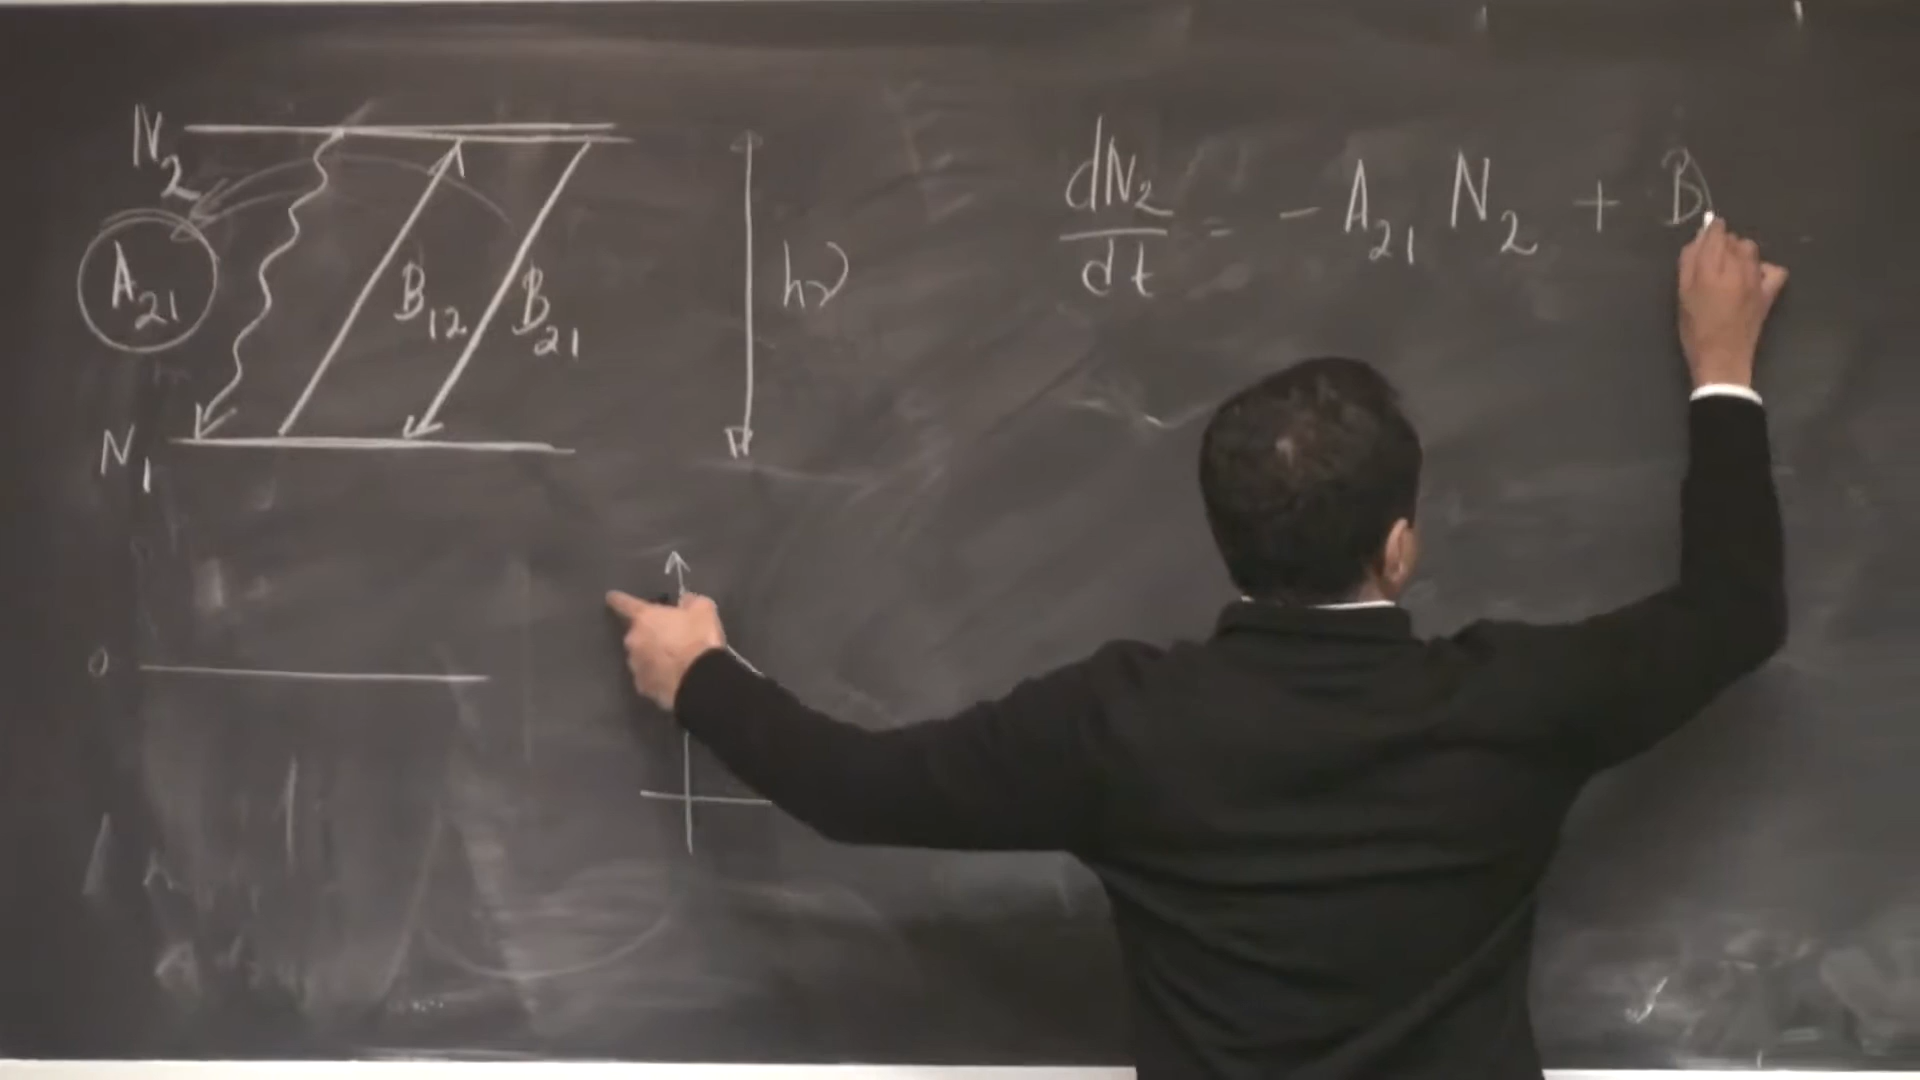 N₂
A₂₁
B₁₂
B₂₁
hν
N₁
0
dN₂/dt = - A₂₁ N₂ + B